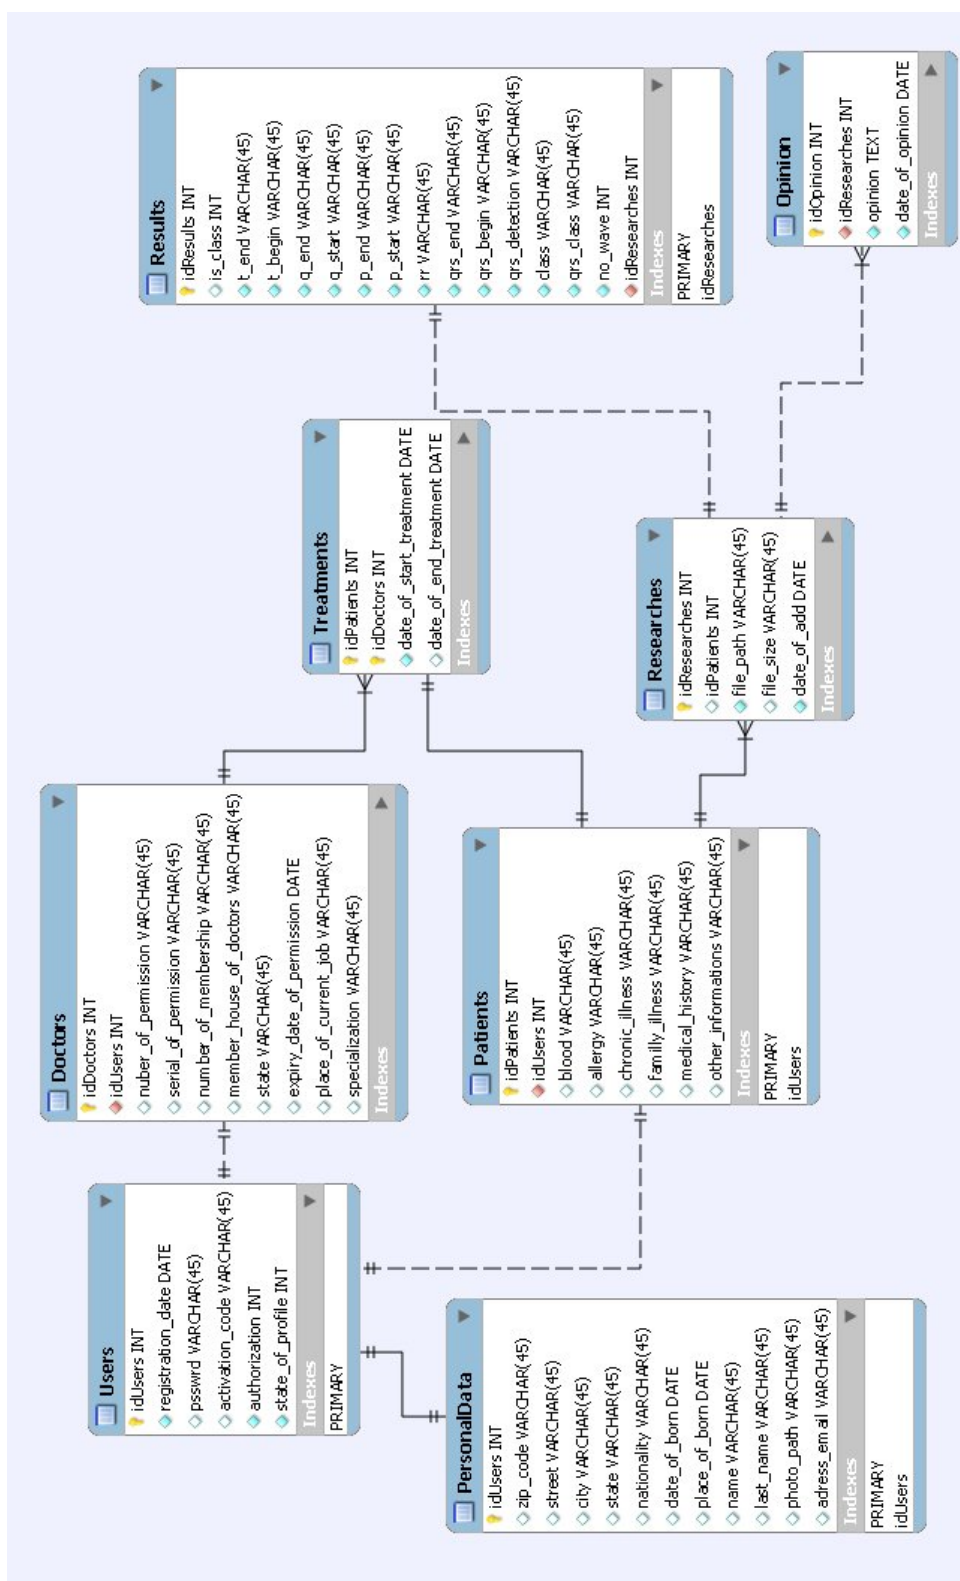 Users
idUsers INT
registration_date DATE
psswrd VARCHAR(45)
activation_code VARCHAR(45)
authorization INT
state_of_profile INT
Indexes
PRIMARY
PersonalData
idUsers INT
zip_code VARCHAR(45)
street VARCHAR(45)
city VARCHAR(45)
state VARCHAR(45)
nationality VARCHAR(45)
date_of_born DATE
place_of_born DATE
name VARCHAR(45)
last_name VARCHAR(45)
photo_path VARCHAR(45)
adress_email VARCHAR(45)
Indexes
PRIMARY
idUsers
Doctors
idDoctors INT
idUsers INT
nuber_of_permission VARCHAR(45)
serial_of_permission VARCHAR(45)
number_of_membership VARCHAR(45)
member_house_of_doctors VARCHAR(45)
state VARCHAR(45)
expiry_date_of_permission DATE
place_of_current_job VARCHAR(45)
specialization VARCHAR(45)
Indexes
Patients
idPatients INT
idUsers INT
blood VARCHAR(45)
allergy VARCHAR(45)
chronic_illness VARCHAR(45)
familly_illness VARCHAR(45)
medical_history VARCHAR(45)
other_informations VARCHAR(45)
Indexes
PRIMARY
idUsers
Treatments
idPatients INT
idDoctors INT
date_of_start_treatment DATE
date_of_end_treatment DATE
Indexes
Researches
idResearches INT
idPatients INT
file_path VARCHAR(45)
file_size VARCHAR(45)
date_of_add DATE
Indexes
Results
idResults INT
is_class INT
t_end VARCHAR(45)
t_begin VARCHAR(45)
q_end VARCHAR(45)
q_start VARCHAR(45)
p_end VARCHAR(45)
p_start VARCHAR(45)
rr VARCHAR(45)
qrs_end VARCHAR(45)
qrs_begin VARCHAR(45)
qrs_detection VARCHAR(45)
class VARCHAR(45)
qrs_class VARCHAR(45)
no_wave INT
idResearches INT
Indexes
PRIMARY
idResearches
Opinion
idOpinion INT
idResearches INT
opinion TEXT
date_of_opinion DATE
Indexes